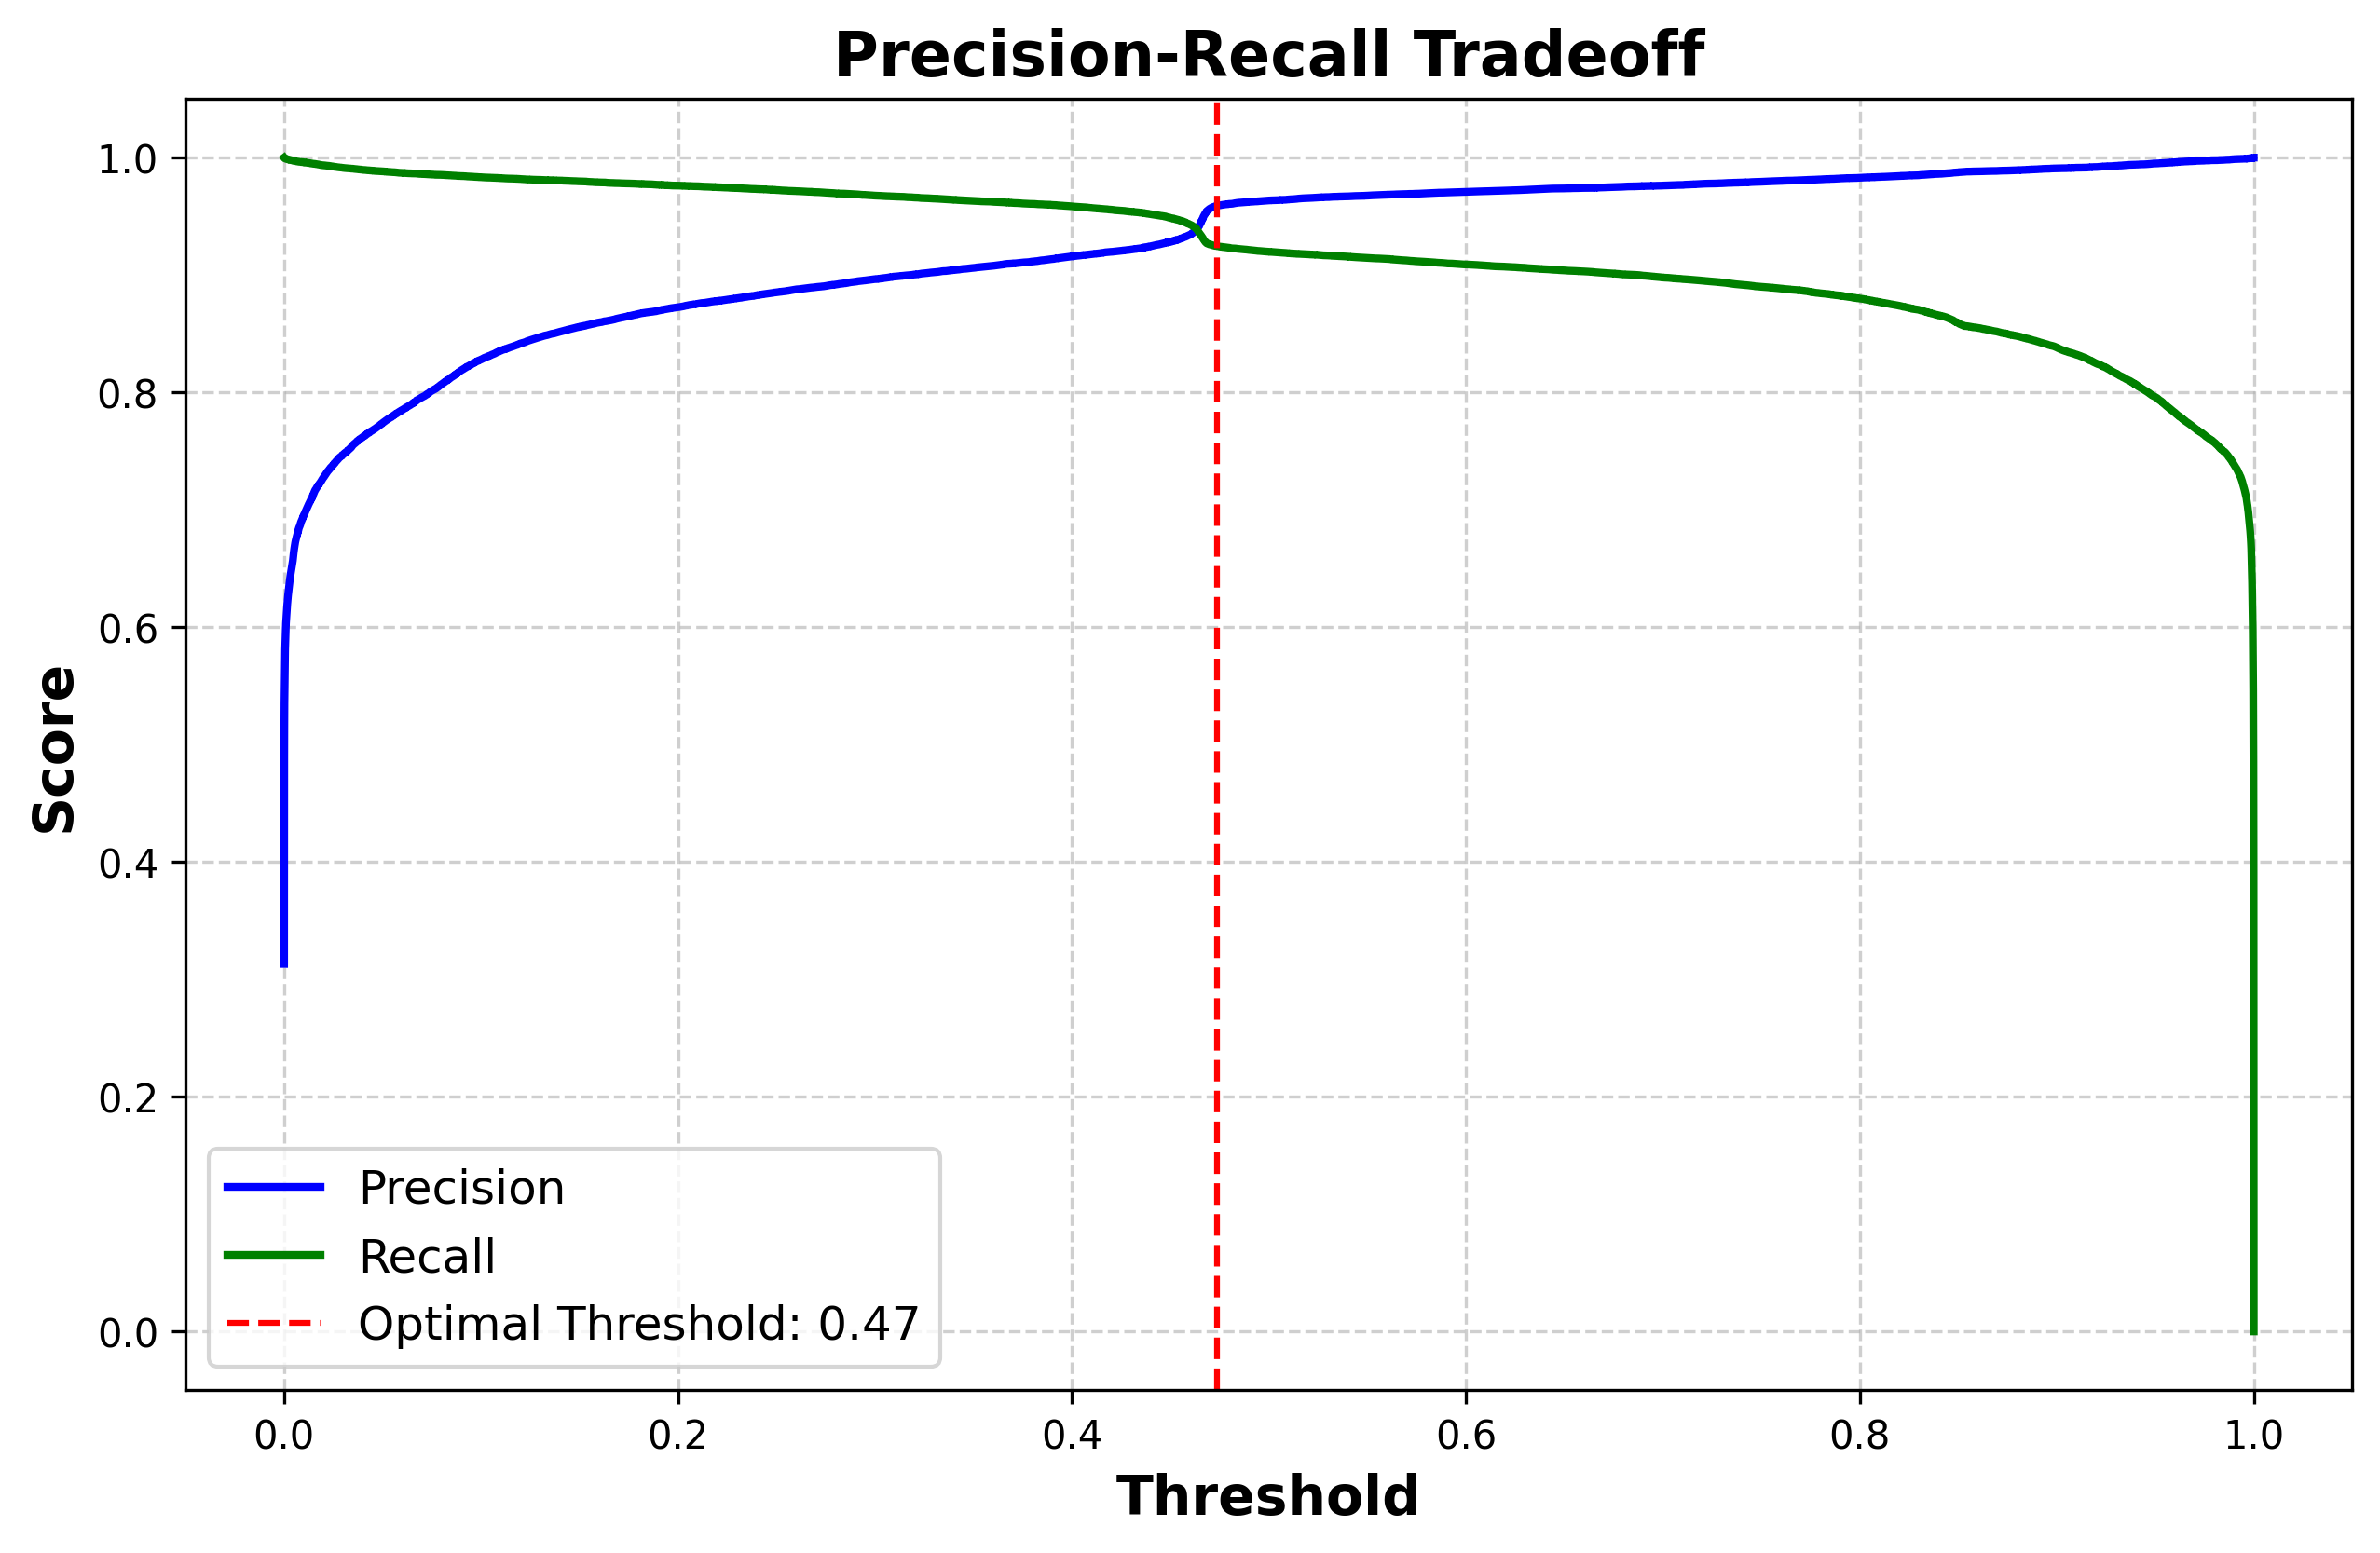 Precision-Recall Tradeoff
1.0
0.8
0.6
0.4
0.2
0.0
Score
Precision
Recall
Optimal Threshold: 0.47
0.0 0.2 0.4 0.6 0.8 1.0
Threshold